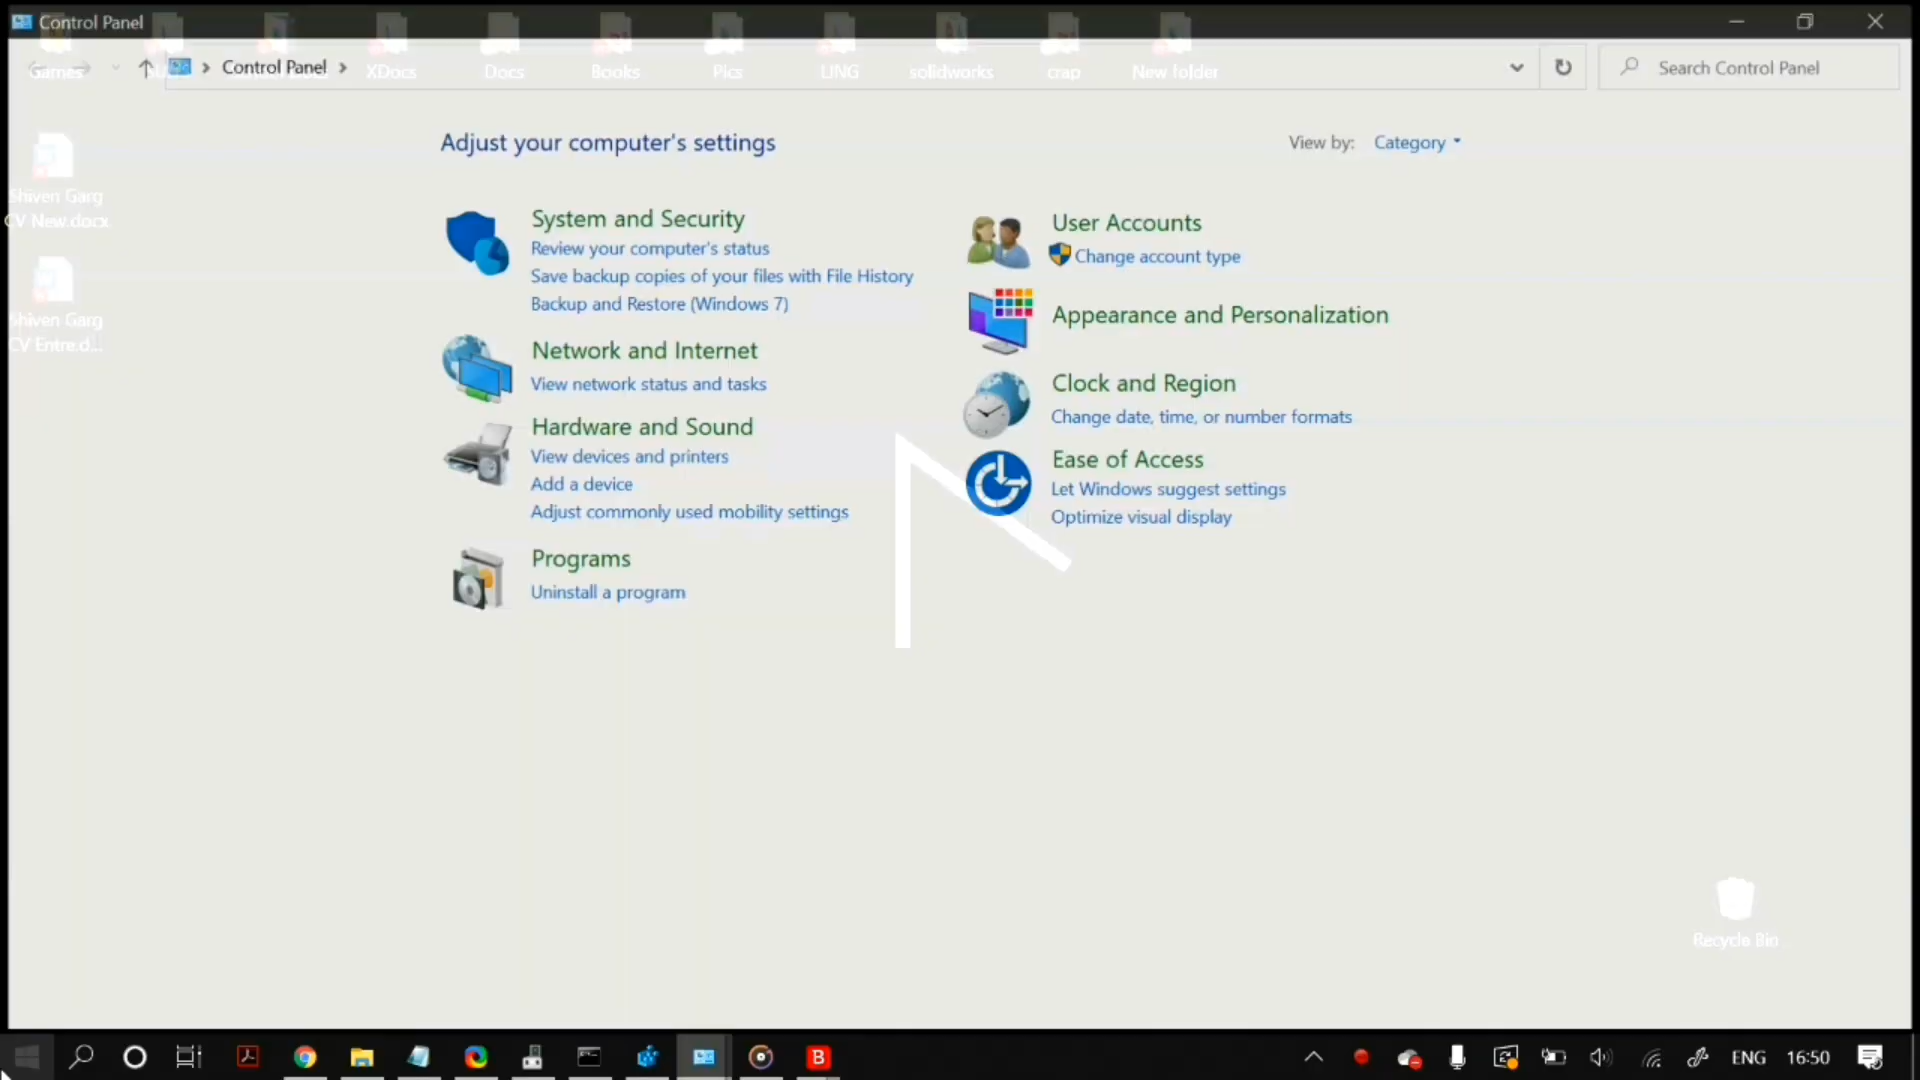 Control Panel
Games
XDocs
Docs
Books
Pics
LING
solidworks
crap
New folder
Control Panel
Search Control Panel
Adjust your computer's settings
View by: Category
Shiven Garg
CV New.docx
Shiven Garg
CV Entre.d...
System and Security
Review your computer's status
Save backup copies of your files with File History
Backup and Restore (Windows 7)
Network and Internet
View network status and tasks
Hardware and Sound
View devices and printers
Add a device
Adjust commonly used mobility settings
Programs
Uninstall a program
User Accounts
Change account type
Appearance and Personalization
Clock and Region
Change date, time, or number formats
Ease of Access
Let Windows suggest settings
Optimize visual display
Recycle Bin
B
ENG
16:50